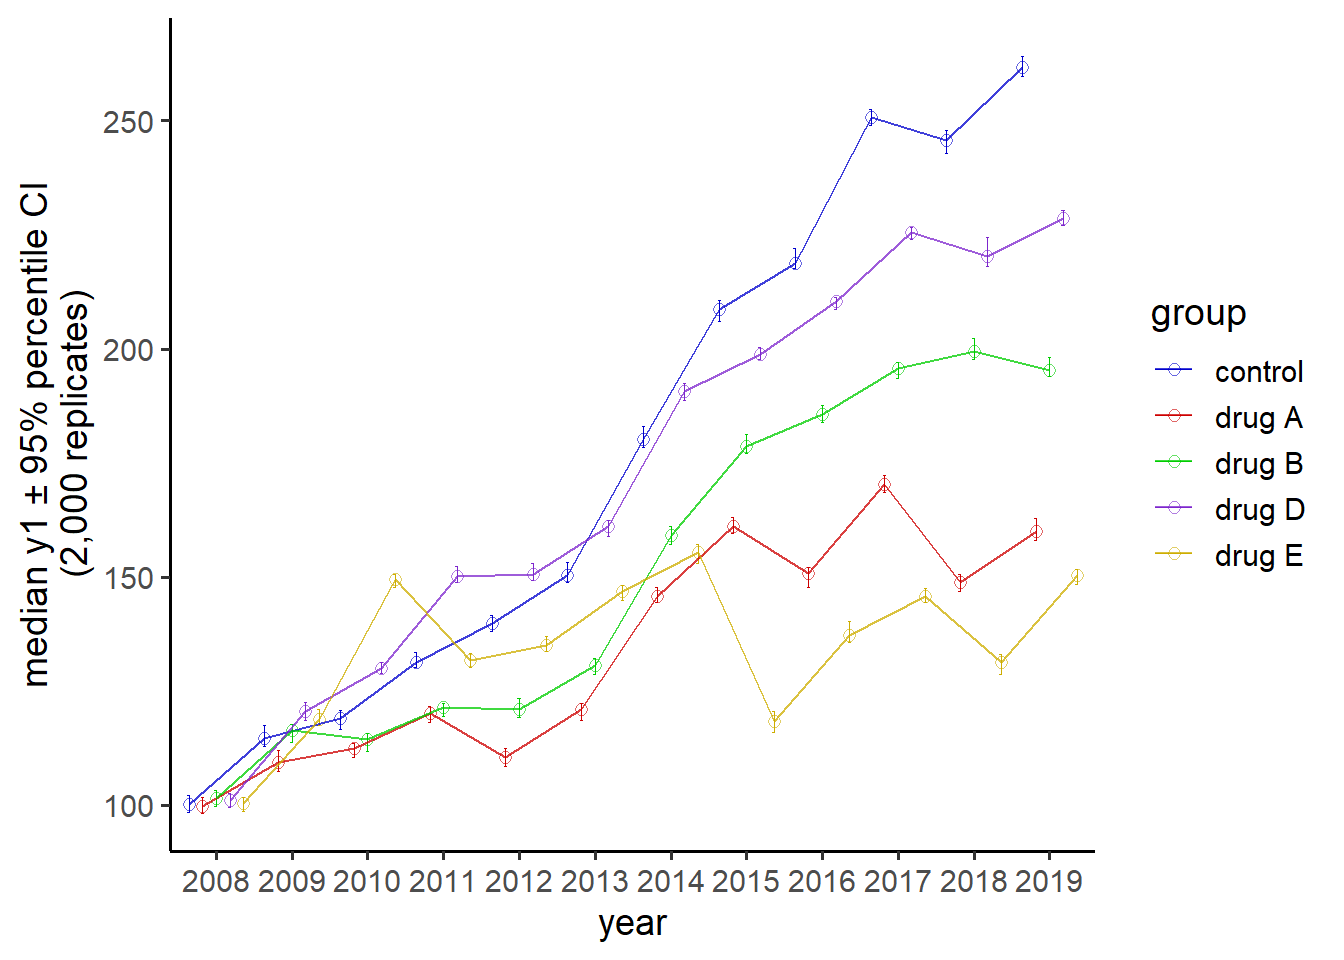 median y1 ± 95% percentile CI
(2,000 replicates)
250
200
150
100
2008 2009 2010 2011 2012 2013 2014 2015 2016 2017 2018 2019
year
group
control
drug A
drug B
drug D
drug E